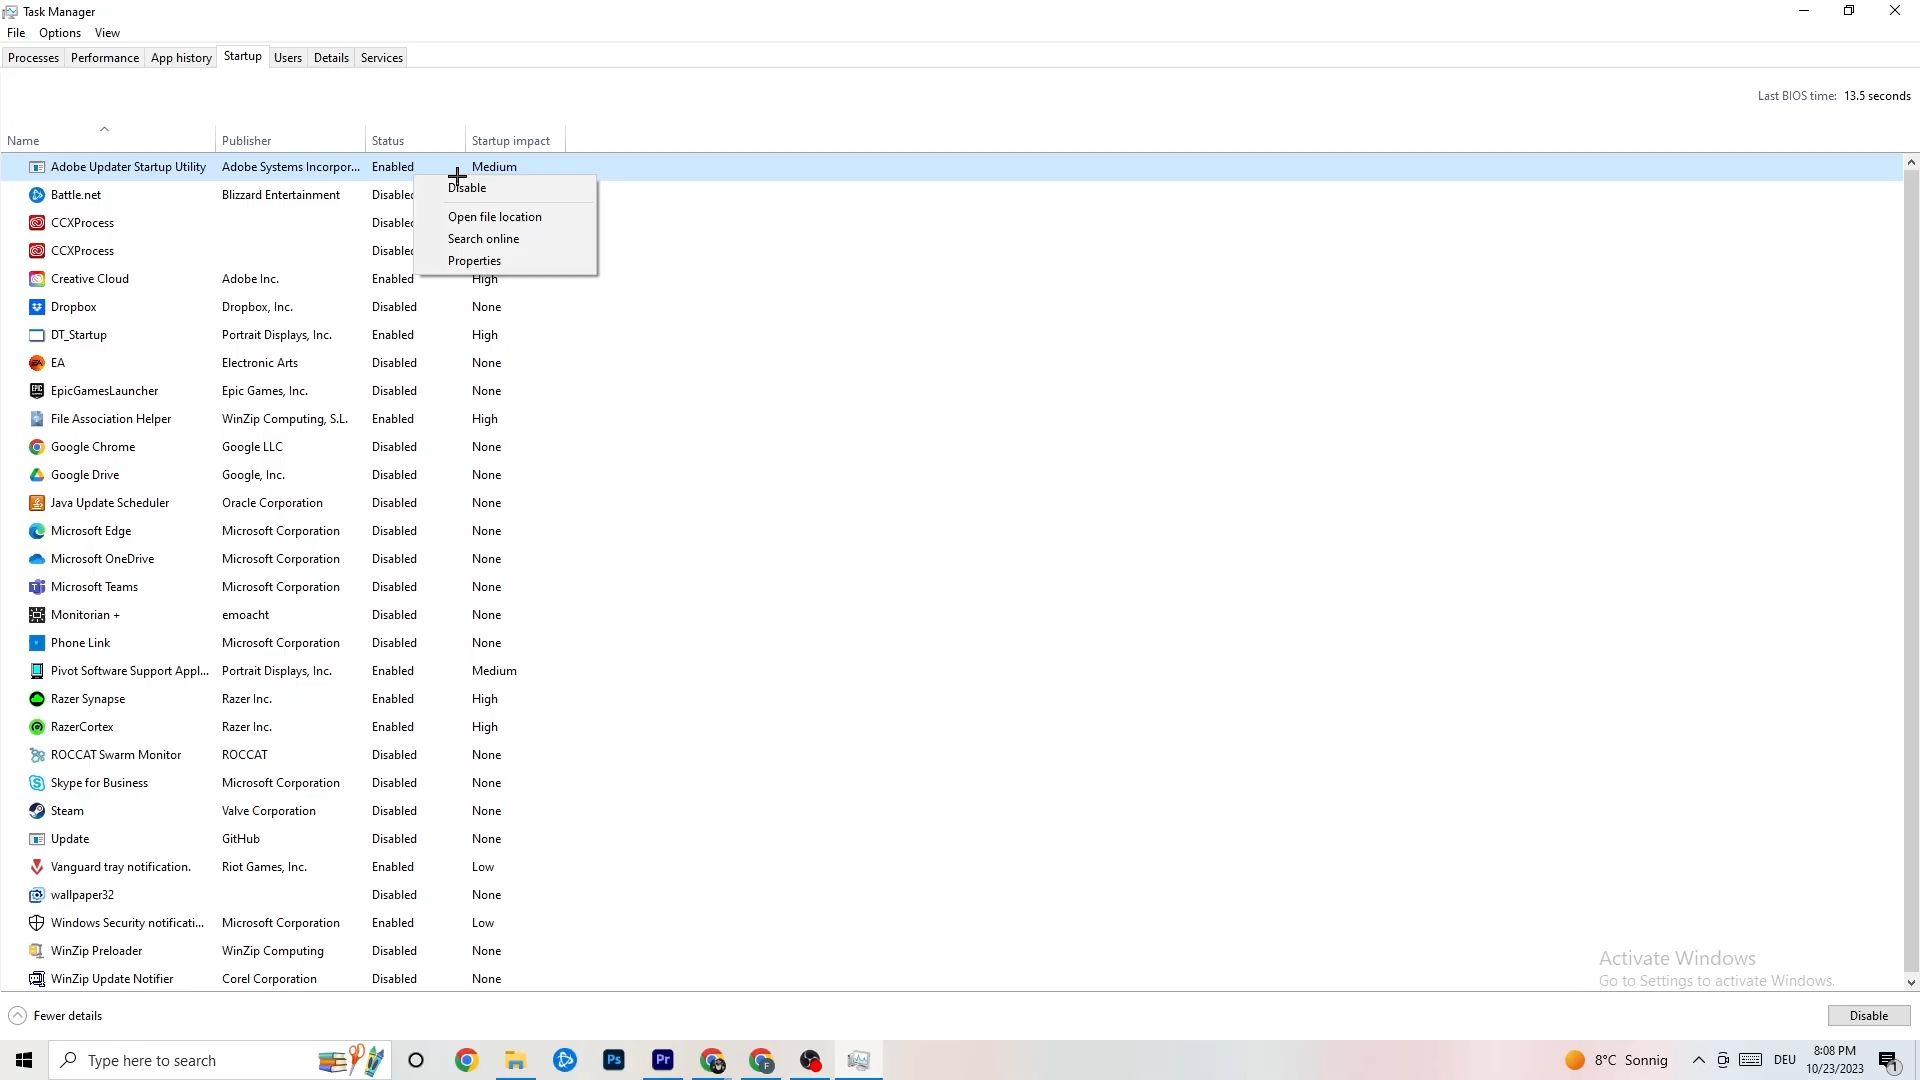 Task Manager
File Options View
Processes Performance App history Startup Users Details Services
Last BIOS time: 13.5 seconds
Name Publisher Status Startup impact
Adobe Updater Startup Utility Adobe Systems Incorpor... Enabled Medium
Disable
Battle.net Blizzard Entertainment Disabled
Open file location
CCXProcess Disabled
Search online
CCXProcess Disabled
Properties
Creative Cloud Adobe Inc. Enabled High
Dropbox Dropbox, Inc. Disabled None
DT_Startup Portrait Displays, Inc. Enabled High
EA Electronic Arts Disabled None
EpicGamesLauncher Epic Games, Inc. Disabled None
File Association Helper WinZip Computing, S.L. Enabled High
Google Chrome Google LLC Disabled None
Google Drive Google, Inc. Disabled None
Java Update Scheduler Oracle Corporation Disabled None
Microsoft Edge Microsoft Corporation Disabled None
Microsoft OneDrive Microsoft Corporation Disabled None
Microsoft Teams Microsoft Corporation Disabled None
Monitorian + emoacht Disabled None
Phone Link Microsoft Corporation Disabled None
Pivot Software Support Appl... Portrait Displays, Inc. Enabled Medium
Razer Synapse Razer Inc. Enabled High
RazerCortex Razer Inc. Enabled High
ROCCAT Swarm Monitor ROCCAT Disabled None
Skype for Business Microsoft Corporation Disabled None
Steam Valve Corporation Disabled None
Update GitHub Disabled None
Vanguard tray notification. Riot Games, Inc. Enabled Low
wallpaper32 Disabled None
Windows Security notificati... Microsoft Corporation Enabled Low
WinZip Preloader WinZip Computing Disabled None
WinZip Update Notifier Corel Corporation Disabled None
Activate Windows
Go to Settings to activate Windows.
Fewer details Disable
Type here to search Ps Pr F 8°C Sonnig DEU 8:08 PM
10/23/2023 1